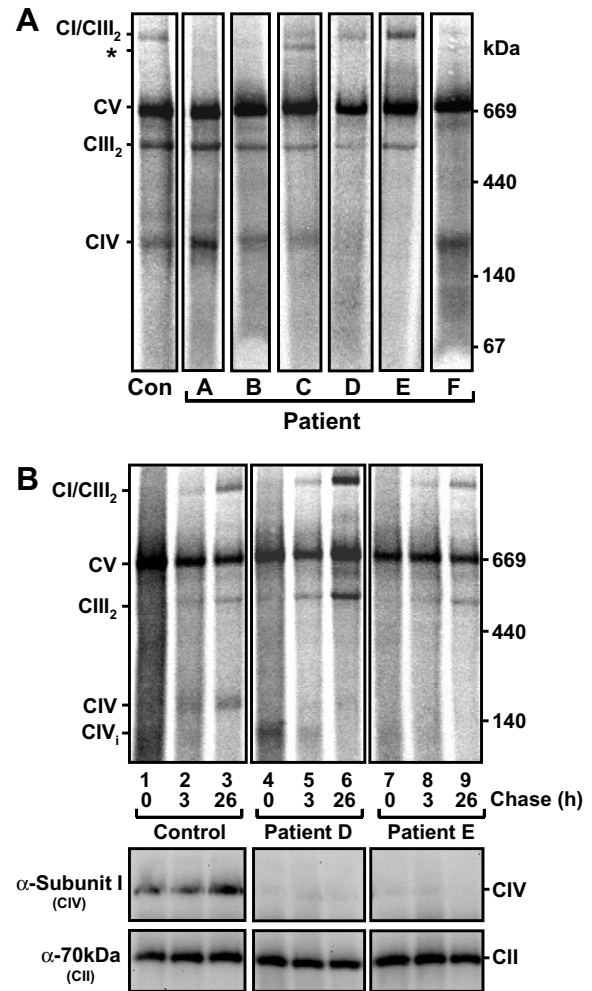 A
CI/CIII₂
*
kDa
CV
669
CIII₂
440
CIV
140
67
Con A B C D E F
Patient
B
CI/CIII₂
CV
669
CIII₂
440
CIV
CIVᵢ
140
1 2 3 4 5 6 7 8 9
0 3 26 0 3 26 0 3 26 Chase (h)
Control Patient D Patient E
α-Subunit I
(CIV)
CIV
α-70kDa
(CII)
CII